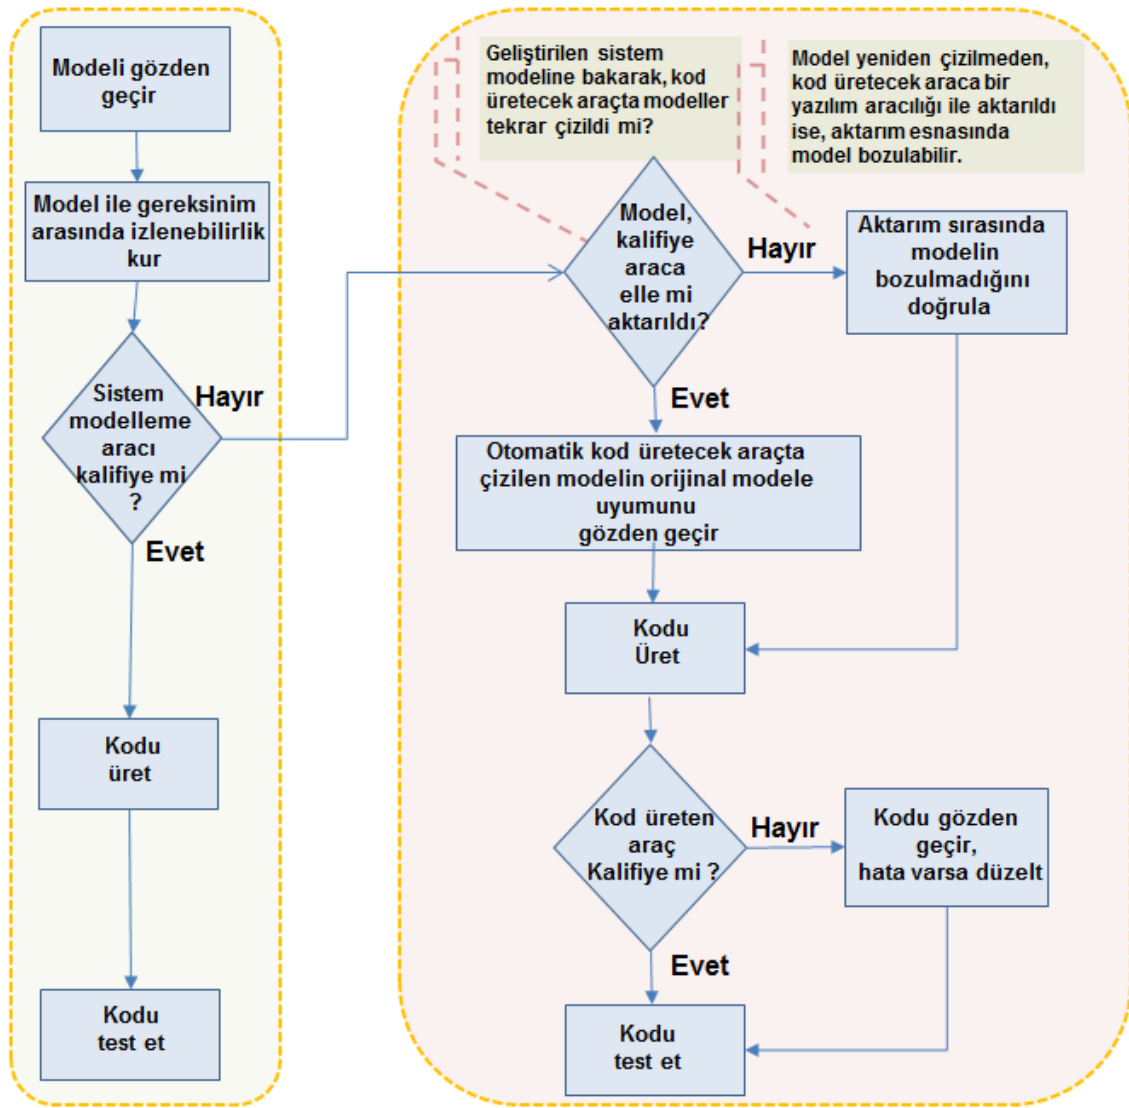 Modeli gözden
geçir
Model ile gereksinim
arasında izlenebilirlik
kur
Sistem
modelleme
aracı
kalifiye mi
?
Hayır
Evet
Kodu
üret
Kodu
test et
Geliştirilen sistem
modeline bakarak, kod
üretecek araçta modeller
tekrar çizildi mi?
Model yeniden çizilmeden,
kod üretecek araca bir
yazılım aracılığı ile aktarıldı
ise, aktarım esnasında
model bozulabilir.
Model,
kalifiye
araca
elle mi
aktarıldı?
Hayır
Aktarım sırasında
modelin
bozulmadığını
doğrula
Evet
Otomatik kod üretecek araçta
çizilen modelin orijinal modele
uyumunu
gözden geçir
Kodu
Üret
Kod üreten
araç
Kalifiye mi ?
Hayır
Kodu gözden
geçir,
hata varsa düzelt
Evet
Kodu
test et